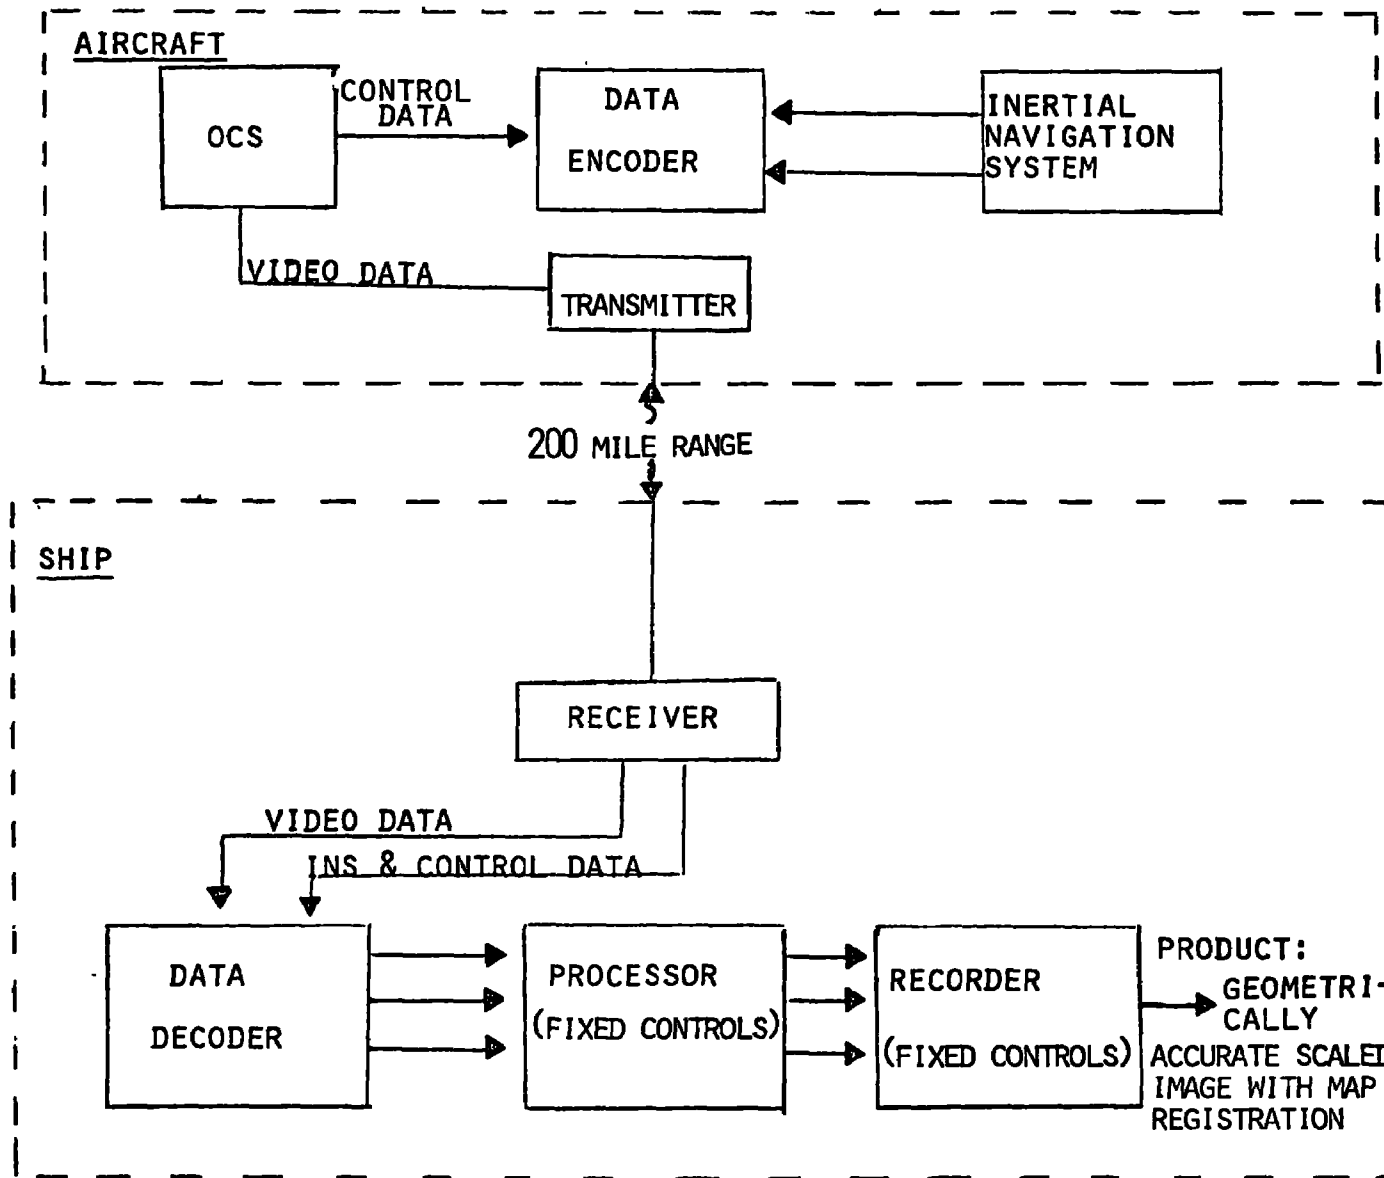 AIRCRAFT
OCS
CONTROL
DATA
DATA
ENCODER
INERTIAL
NAVIGATION
SYSTEM
VIDEO DATA
TRANSMITTER
200 MILE RANGE
SHIP
RECEIVER
VIDEO DATA
INS & CONTROL DATA
DATA
DECODER
PROCESSOR
(FIXED CONTROLS)
RECORDER
(FIXED CONTROLS)
PRODUCT:
GEOMETRI-
CALLY
ACCURATE SCALED
IMAGE WITH MAP
REGISTRATION